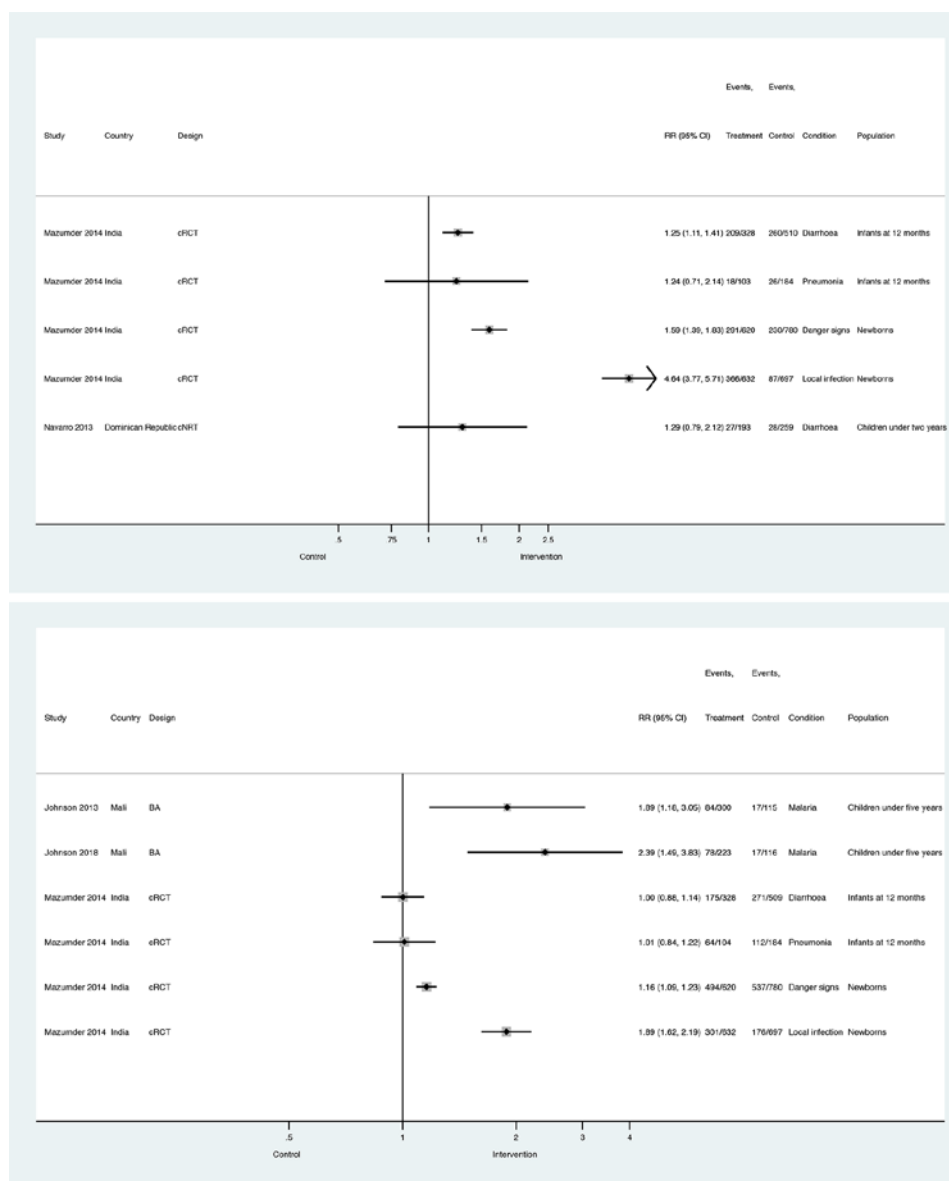 Events, Events,
Study Country Design RR (95% CI) Treatment Control Condition Population
Mazumder 2014 India cRCT 1.25 (1.11, 1.41) 209/328 260/510 Diarrhoea Infants at 12 months
Mazumder 2014 India cRCT 1.24 (0.71, 2.14) 18/103 26/184 Pneumonia Infants at 12 months
Mazumder 2014 India cRCT 1.59 (1.39, 1.83) 291/620 230/780 Danger signs Newborns
Mazumder 2014 India cRCT 4.64 (3.77, 5.71) 366/632 87/697 Local infection Newborns
Navarro 2013 Dominican Republic cNRT 1.29 (0.79, 2.12) 27/193 28/259 Diarrhoea Children under two years
.5 .75 1 1.5 2 2.5
Control Intervention
Events, Events,
Study Country Design RR (95% CI) Treatment Control Condition Population
Johnson 2013 Mali BA 1.89 (1.18, 3.05) 84/300 17/115 Malaria Children under five years
Johnson 2018 Mali BA 2.39 (1.49, 3.83) 78/223 17/116 Malaria Children under five years
Mazumder 2014 India cRCT 1.00 (0.88, 1.14) 175/328 271/509 Diarrhoea Infants at 12 months
Mazumder 2014 India cRCT 1.01 (0.84, 1.22) 64/104 112/184 Pneumonia Infants at 12 months
Mazumder 2014 India cRCT 1.16 (1.09, 1.23) 494/620 537/780 Danger signs Newborns
Mazumder 2014 India cRCT 1.89 (1.62, 2.19) 301/632 176/697 Local infection Newborns
.5 1 2 3 4
Control Intervention